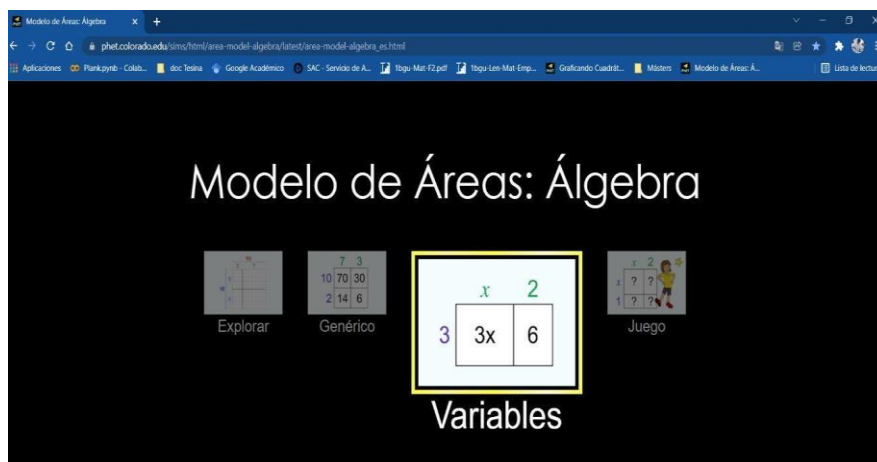 Modelo de Áreas: Álgebra x +
phet.colorado.edu/sims/html/area-model-algebra/latest/area-model-algebra_es.html
Aplicaciones Plank.pynb - Colab... doc Tesina Google Académico SAC - Servicio de A... 1bgu-Mat-F2.pdf 1bgu-Len-Mat-Emp... Graficando Cuadrát... Másters Modelo de Áreas: Á... Lista de lectur
Modelo de Áreas: Álgebra
7 3
10 70 30
2 14 6
x 2
3 3x 6
x 2
x ? ?
1 ? ?
Explorar Genérico Variables Juego